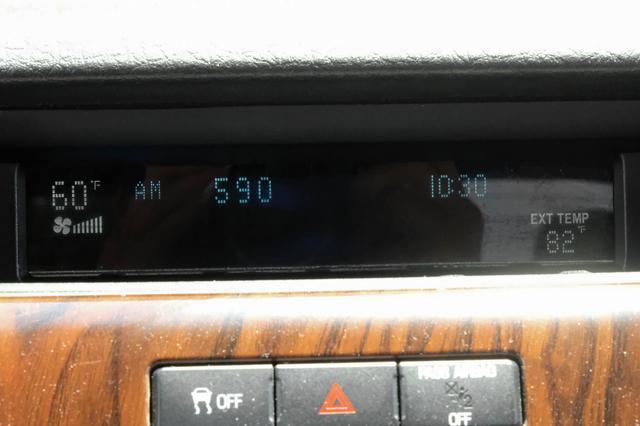 60°F AM 590 10:30
EXT TEMP
82°F
OFF
PASS AIRBAG
OFF